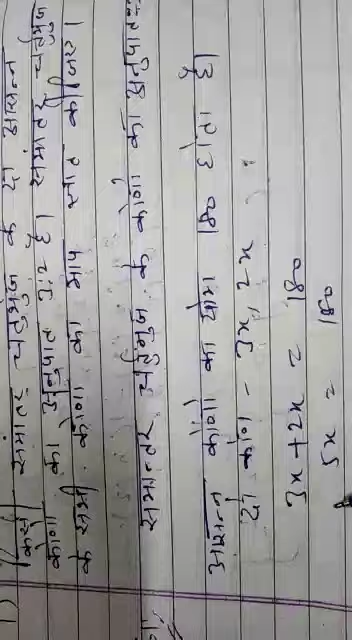 1) किसी समांतर चतुर्भुज के दो आसन्न
कोणों का अनुपात 3:2 है। समांतर चतुर्भुज
के सभी कोणों का माप ज्ञात कीजिए।
समान्तर चतुर्भुज के कोणों का अनुपात
आसन्न कोणों का योग 180 होता है।
दो कोण - 3x, 2x
3x + 2x = 180
5x = 180